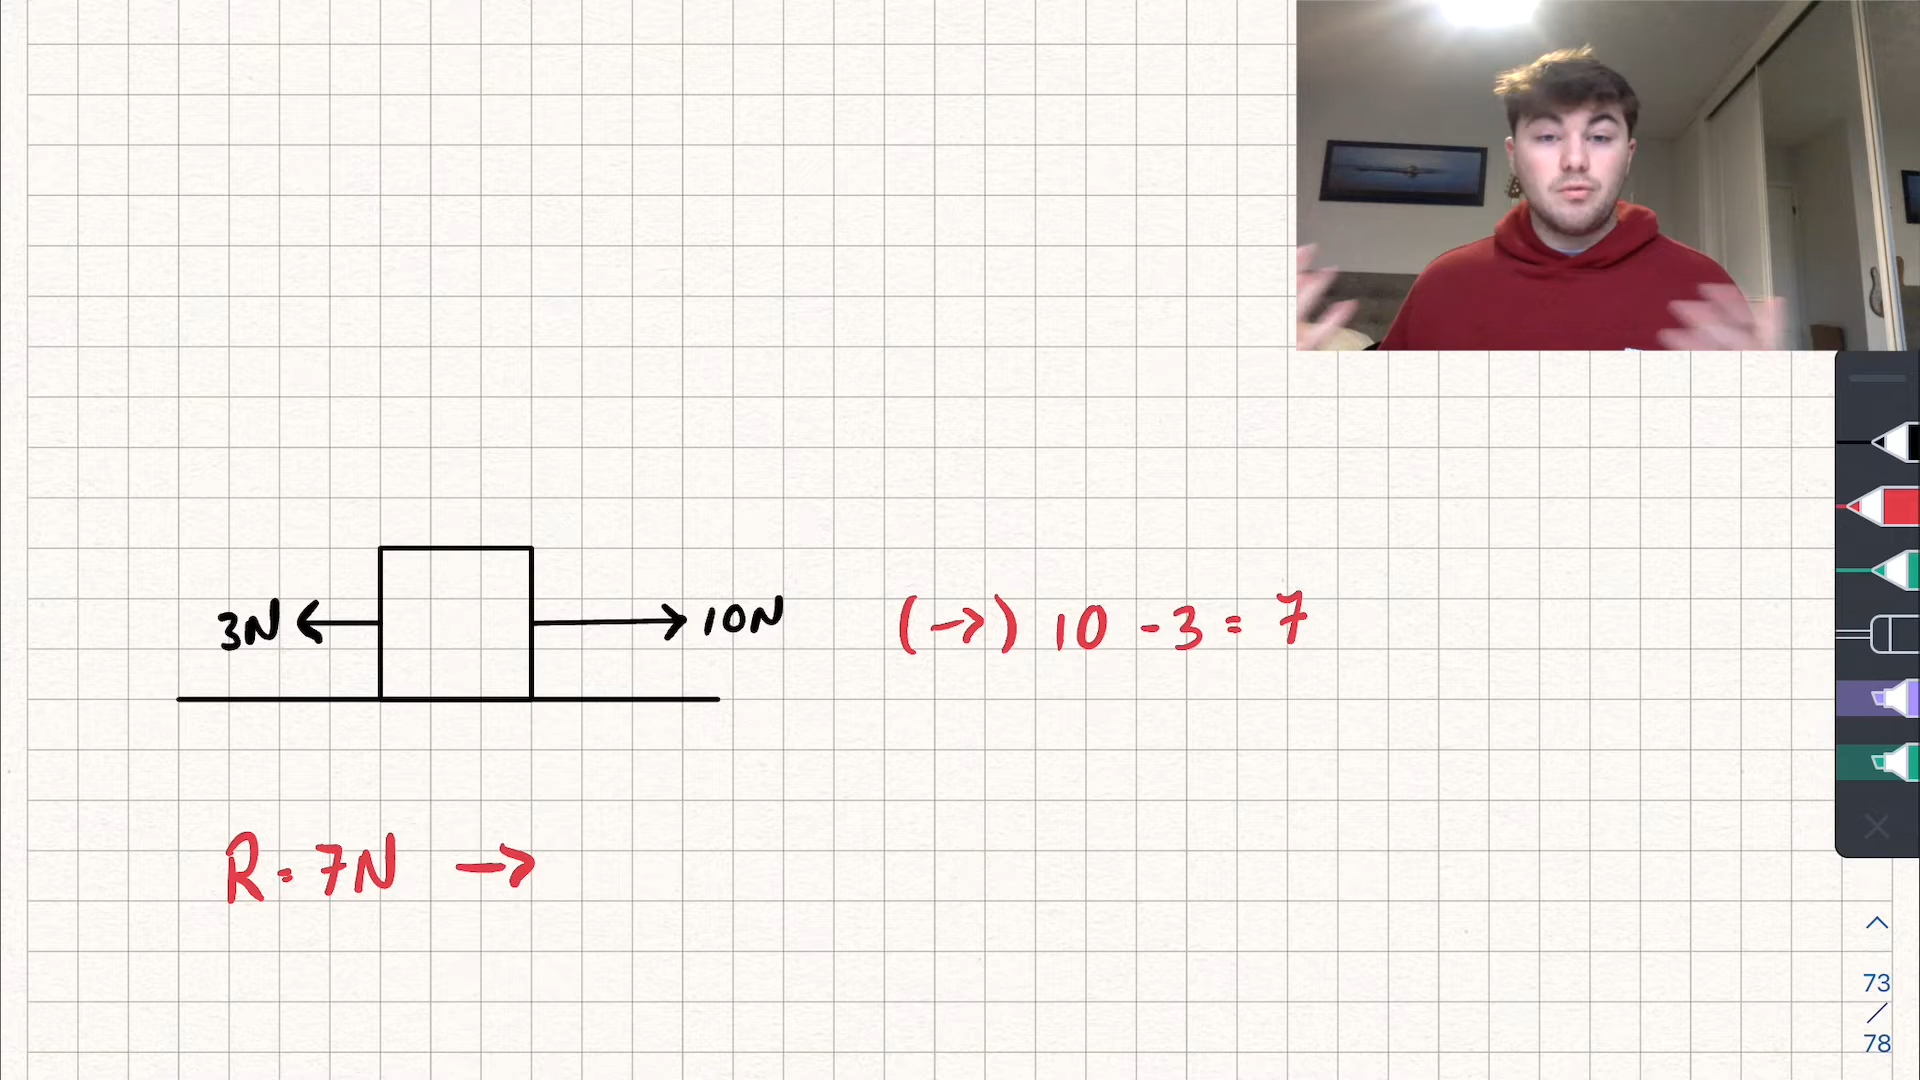 3N
10N
(→) 10 - 3 = 7
R = 7N →
73
/
78